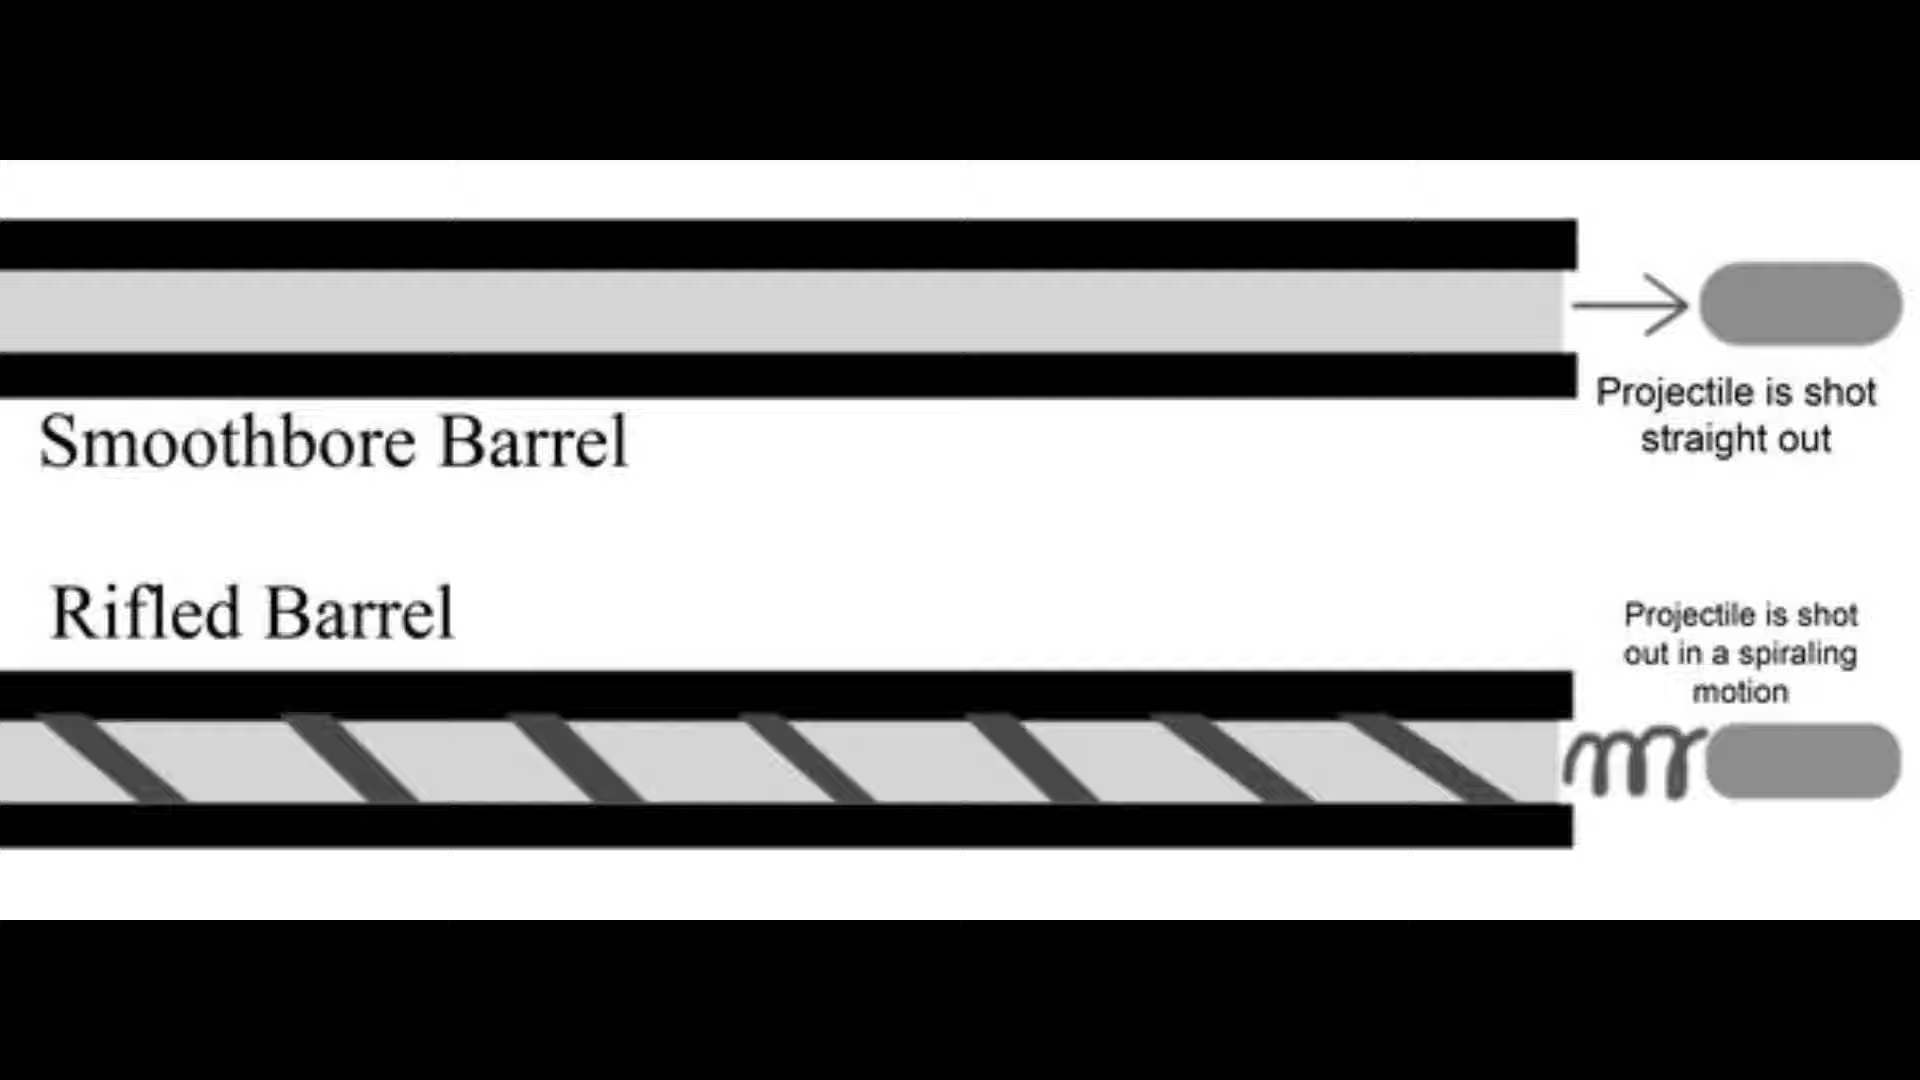 Projectile is shot
straight out
Smoothbore Barrel
Rifled Barrel
Projectile is shot
out in a spiraling
motion